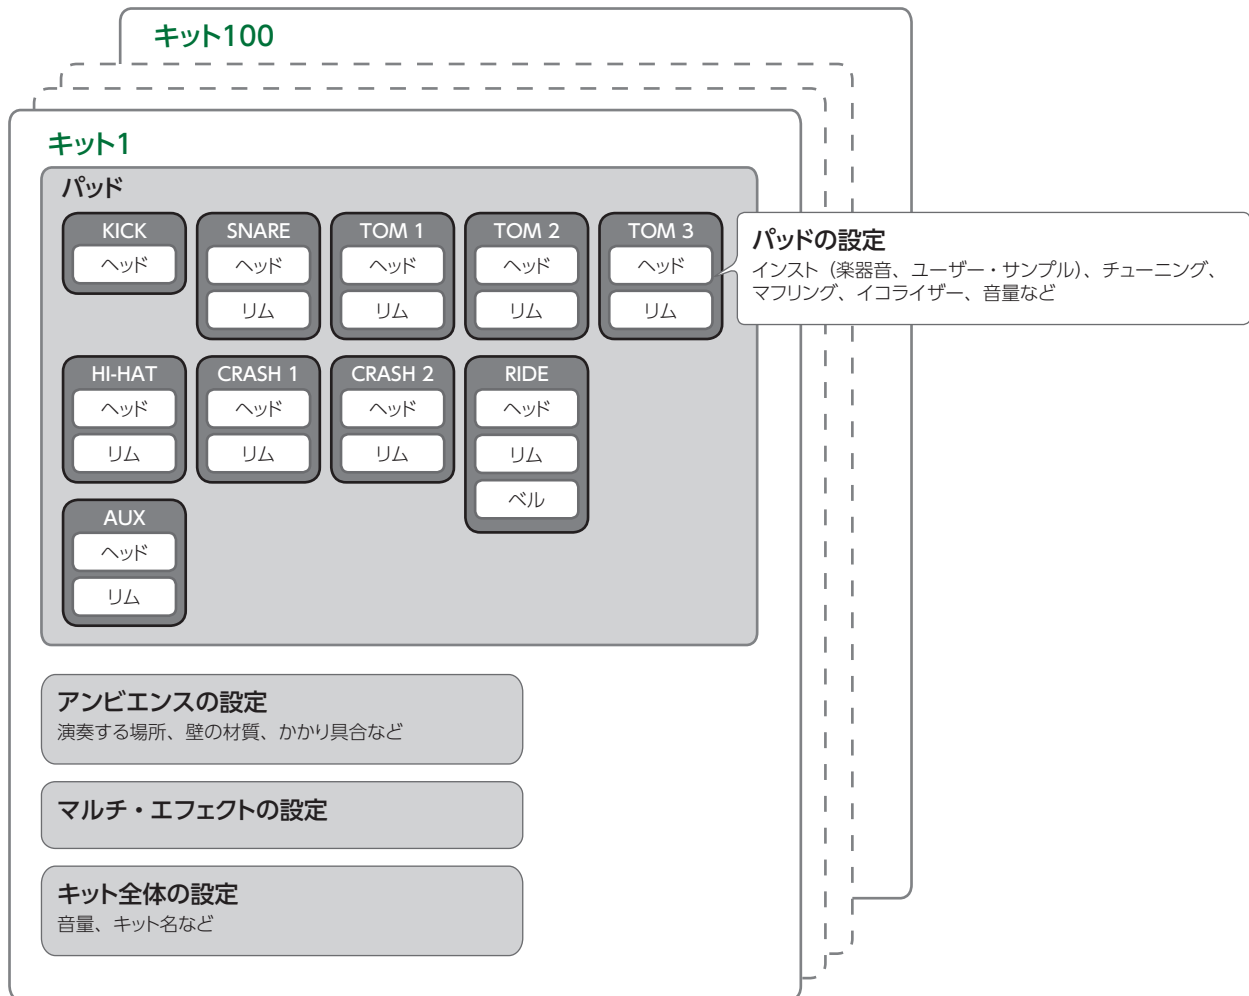 キット100
キット1
パッド
KICK
ヘッド
SNARE
ヘッド
リム
TOM 1
ヘッド
リム
TOM 2
ヘッド
リム
TOM 3
ヘッド
リム
パッドの設定
インスト（楽器音、ユーザー・サンプル）、チューニング、
マフリング、イコライザー、音量など
HI-HAT
ヘッド
リム
CRASH 1
ヘッド
リム
CRASH 2
ヘッド
リム
RIDE
ヘッド
リム
ベル
AUX
ヘッド
リム
アンビエンスの設定
演奏する場所、壁の材質、かかり具合など
マルチ・エフェクトの設定
キット全体の設定
音量、キット名など